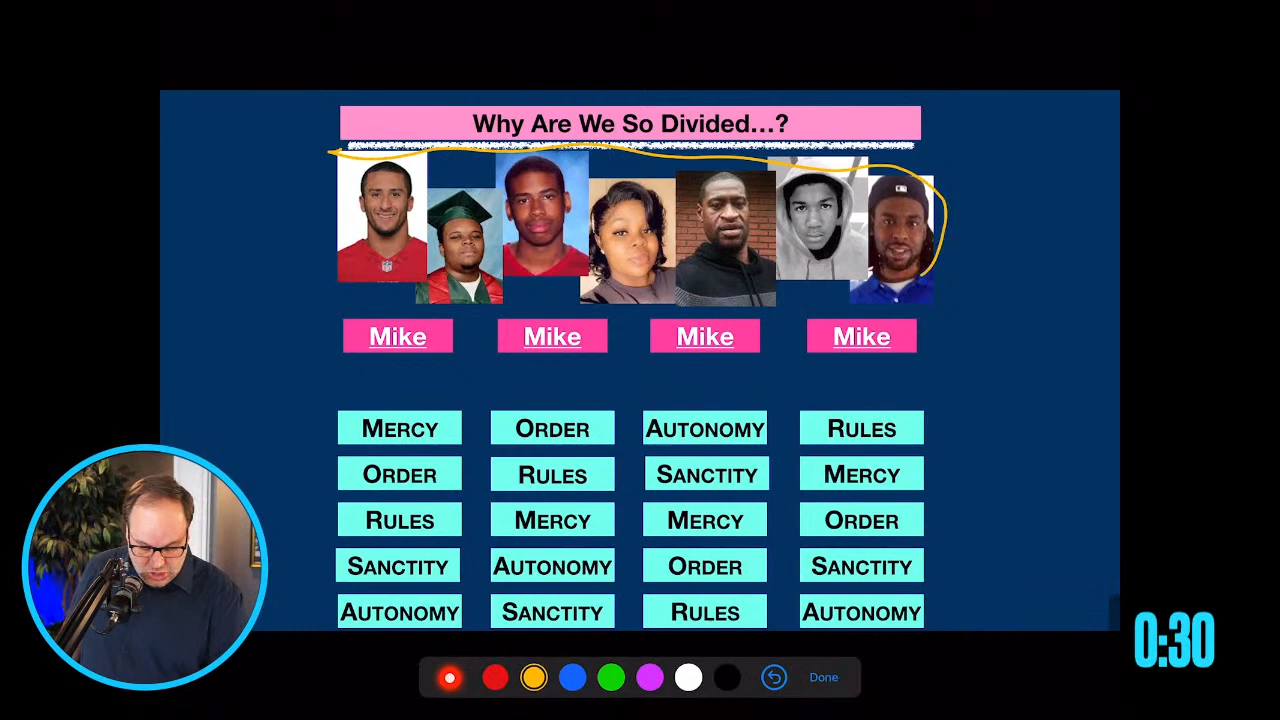 Why Are We So Divided...?
Mike Mike Mike Mike
MERCY ORDER AUTONOMY RULES
ORDER RULES SANCTITY MERCY
RULES MERCY MERCY ORDER
SANCTITY AUTONOMY ORDER SANCTITY
AUTONOMY SANCTITY RULES AUTONOMY
0:30
Done